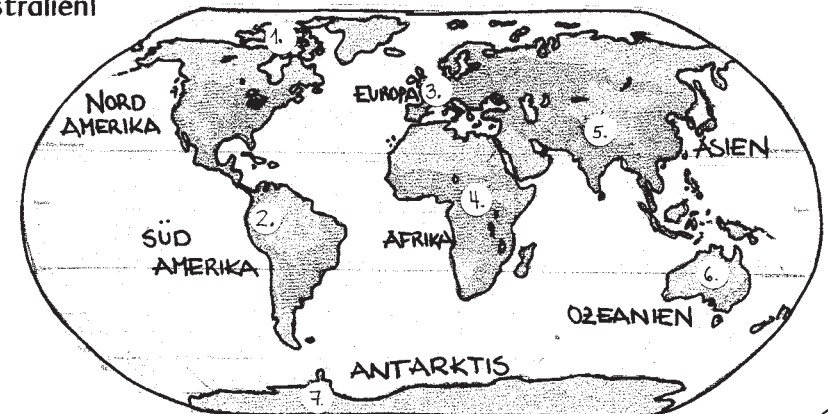 stralien!
1.
EUROPA
3.
NORD
AMERIKA
5.
ASIEN
4.
2.
SÜD
AMERIKA
AFRIKA
6.
OZEANIEN
ANTARKTIS
7.